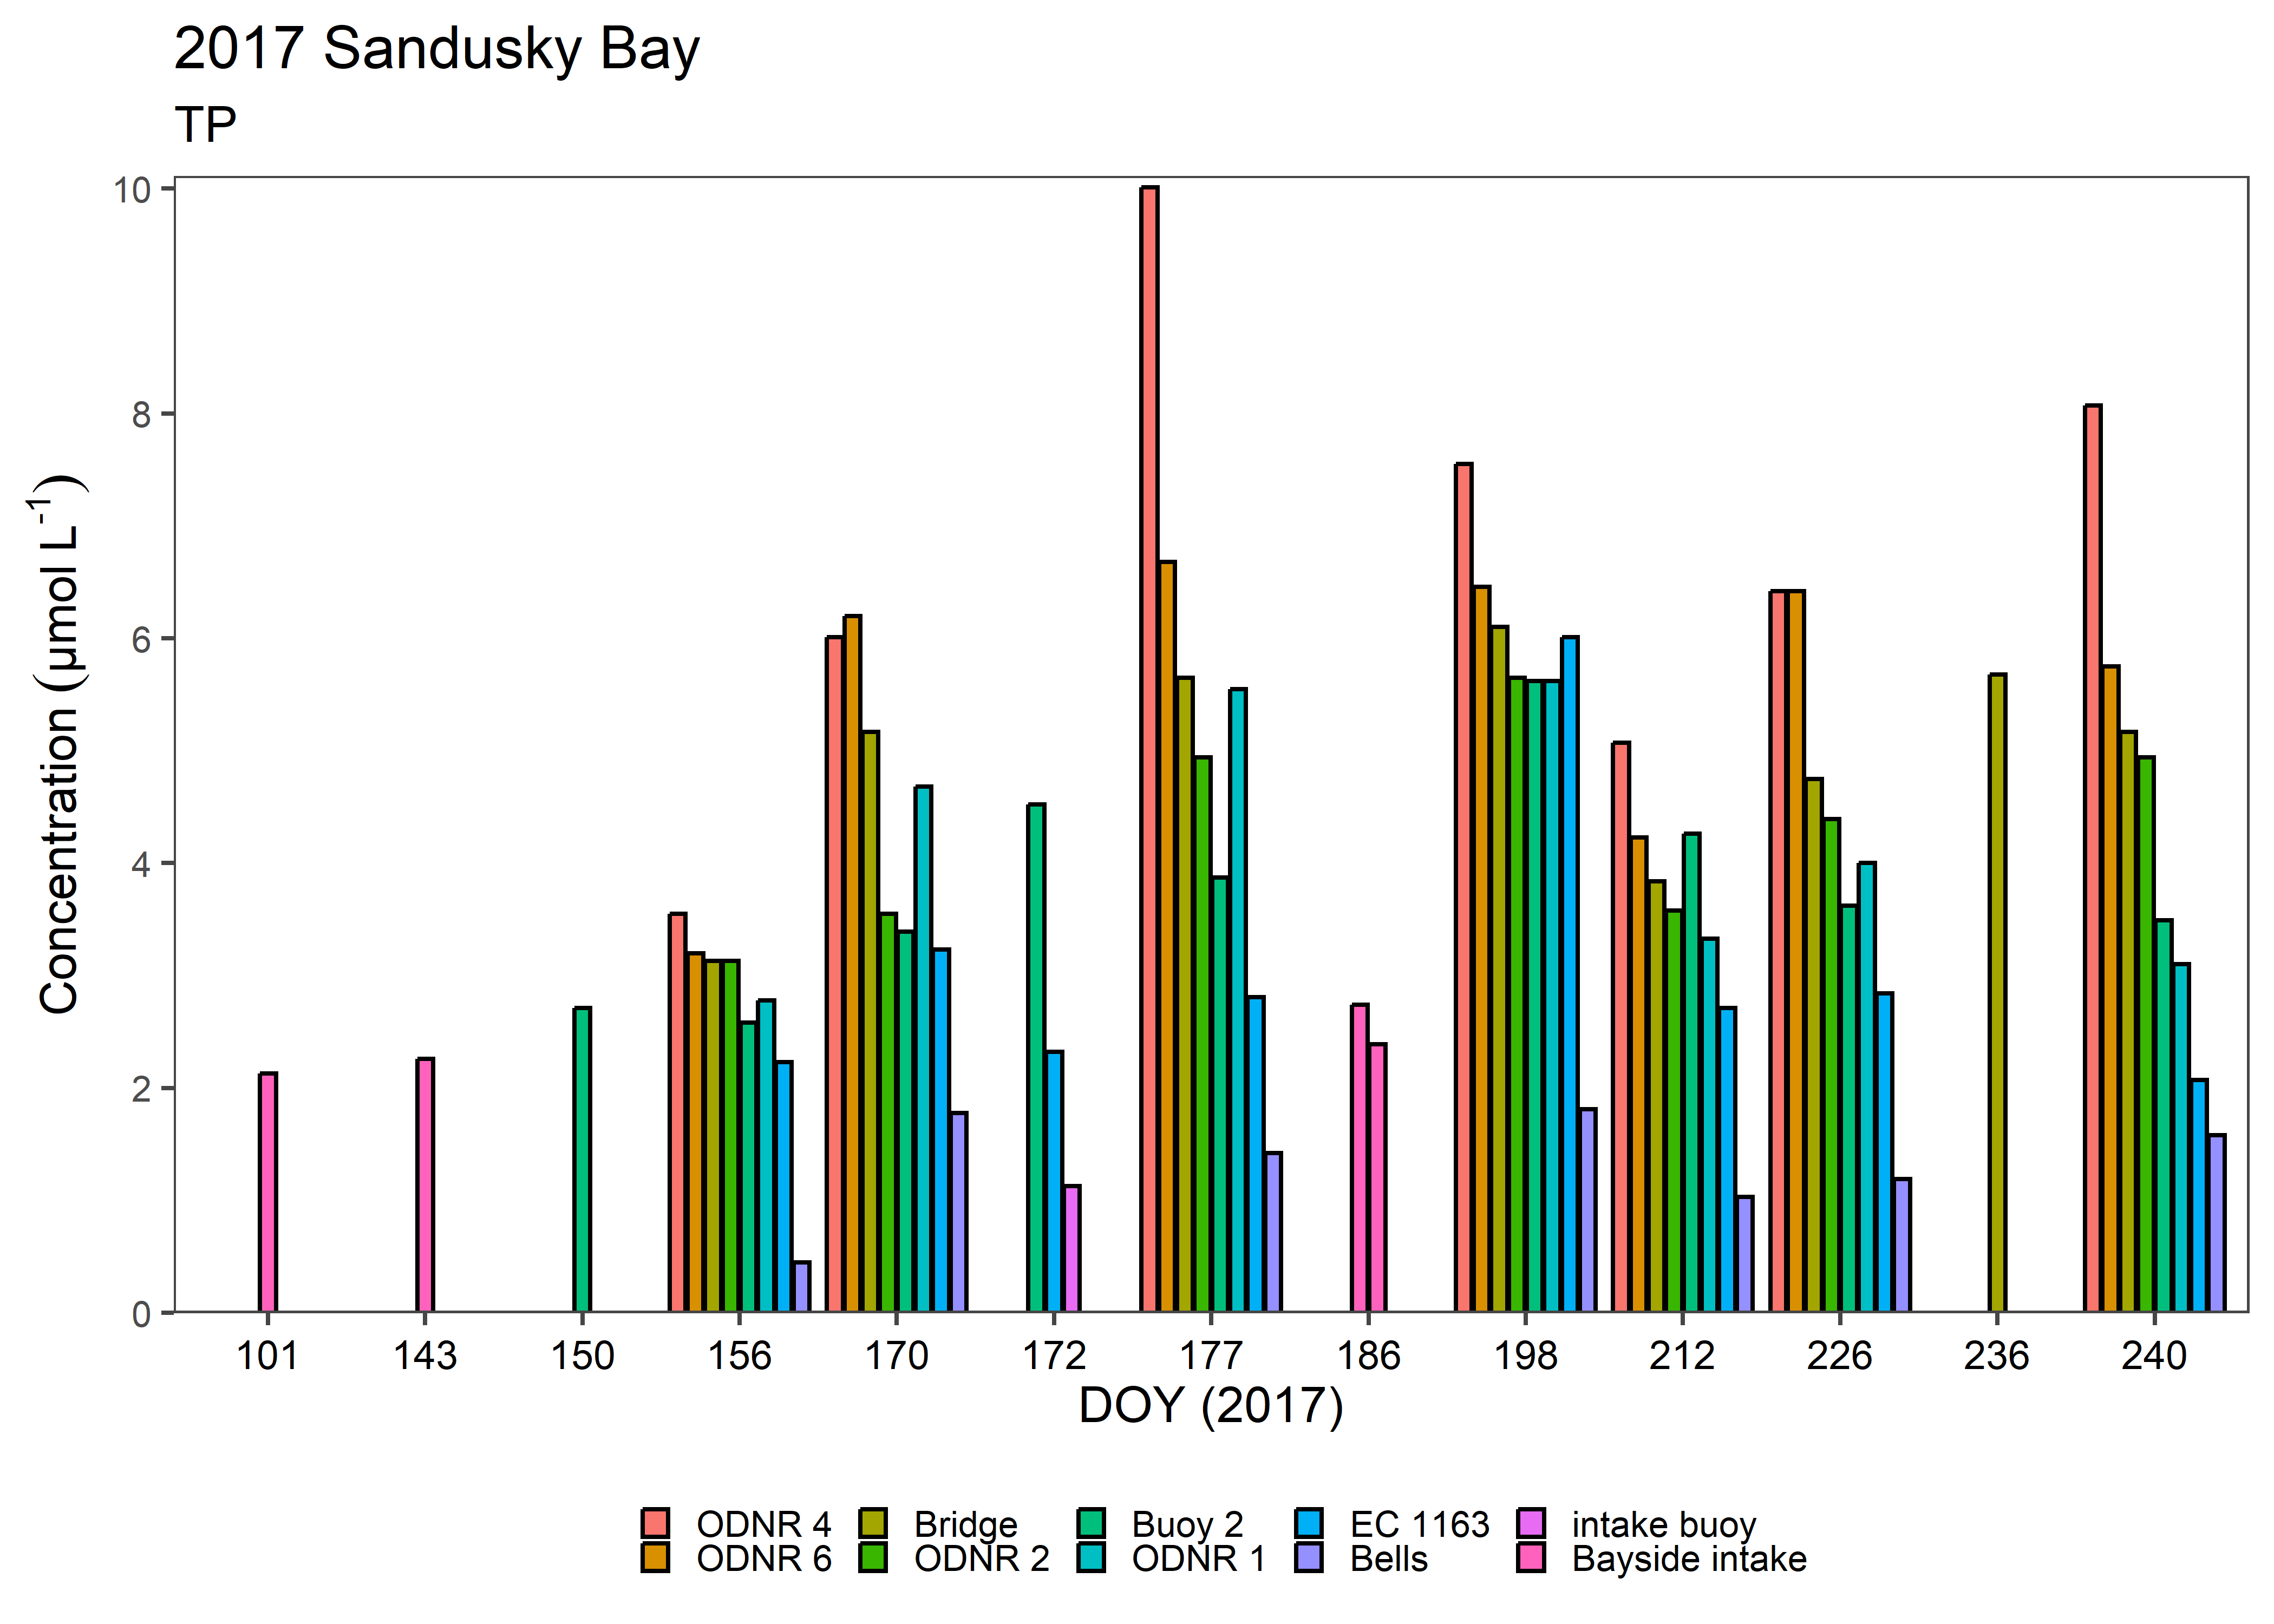 2017 Sandusky Bay
TP
Concentration (µmol L-1)
10
8
6
4
2
0
101 143 150 156 170 172 177 186 198 212 226 236 240
DOY (2017)
ODNR 4 Bridge Buoy 2 EC 1163 intake buoy
ODNR 6 ODNR 2 ODNR 1 Bells Bayside intake